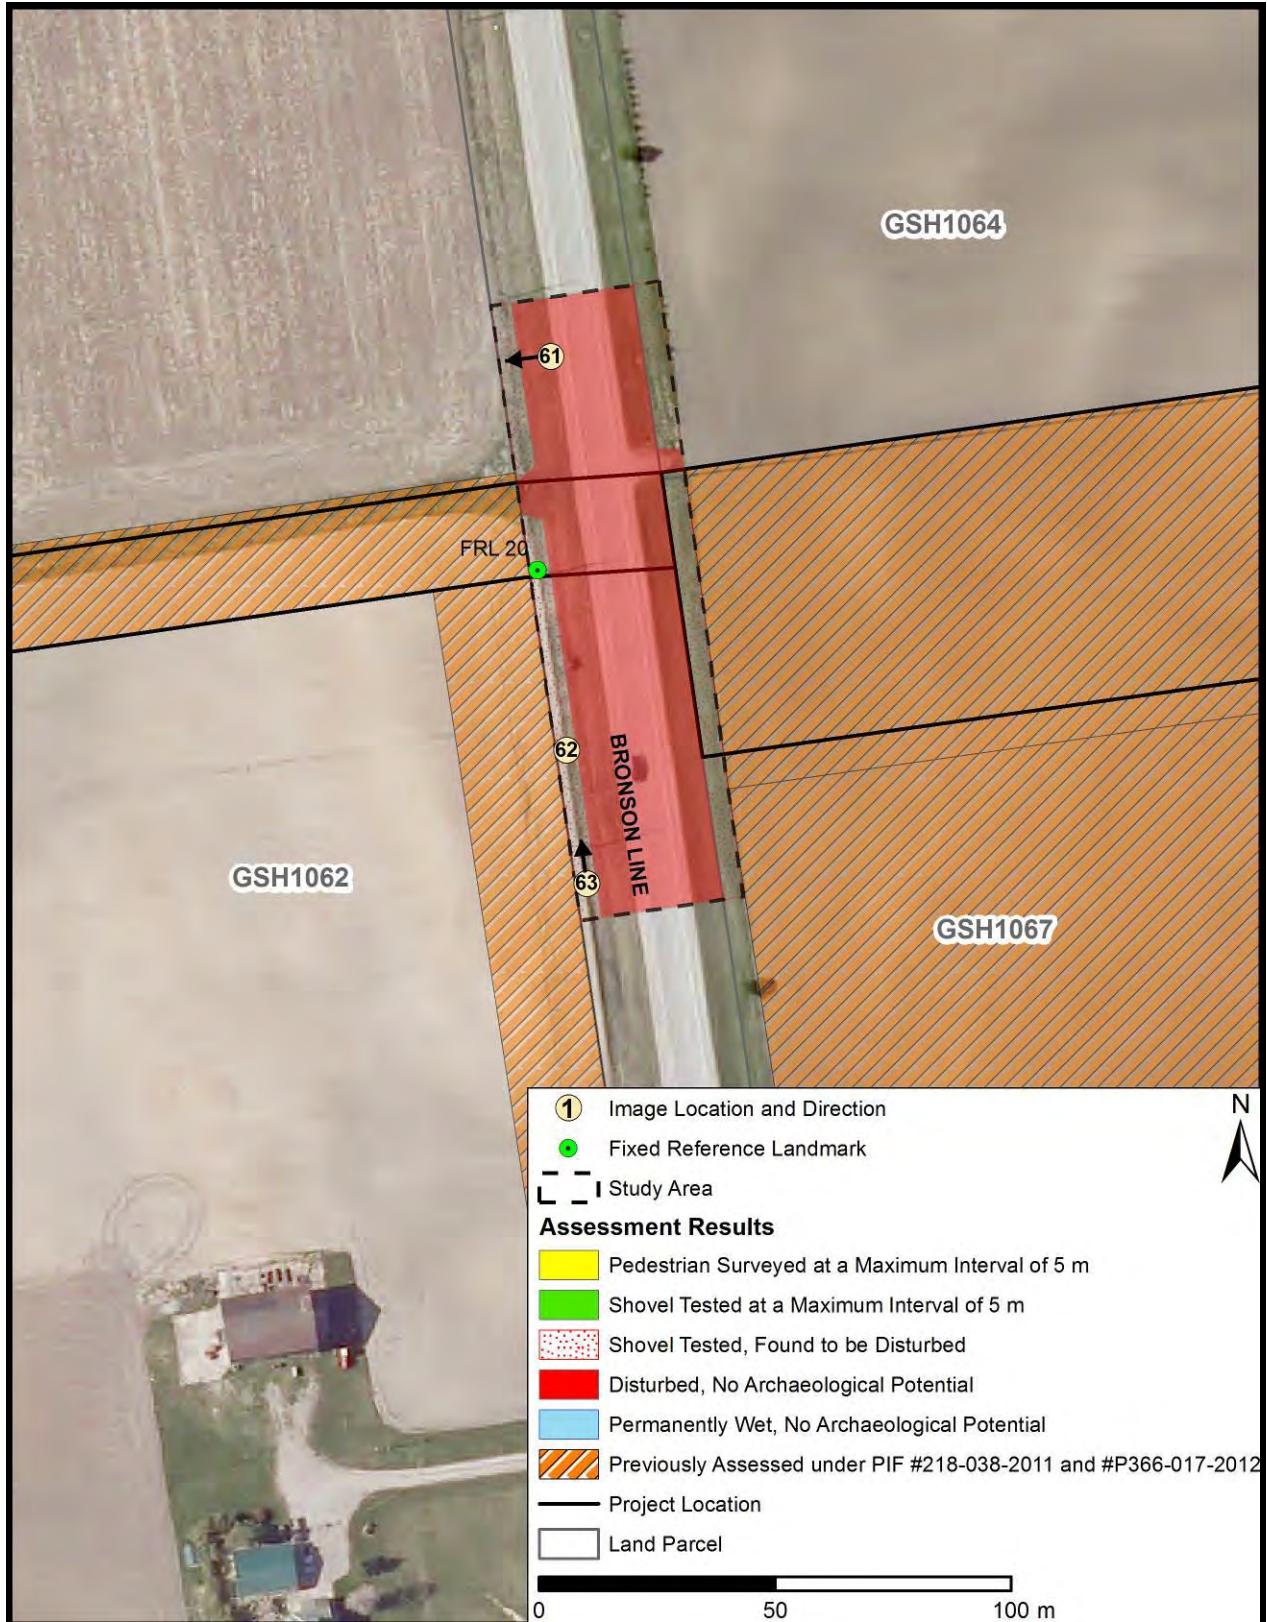 GSH1064
61
FRL 20
62
BRONSON LINE
63
GSH1062
GSH1067
1 Image Location and Direction
N
Fixed Reference Landmark
Study Area
Assessment Results
Pedestrian Surveyed at a Maximum Interval of 5 m
Shovel Tested at a Maximum Interval of 5 m
Shovel Tested, Found to be Disturbed
Disturbed, No Archaeological Potential
Permanently Wet, No Archaeological Potential
Previously Assessed under PIF #218-038-2011 and #P366-017-2012
Project Location
Land Parcel
0 50 100 m